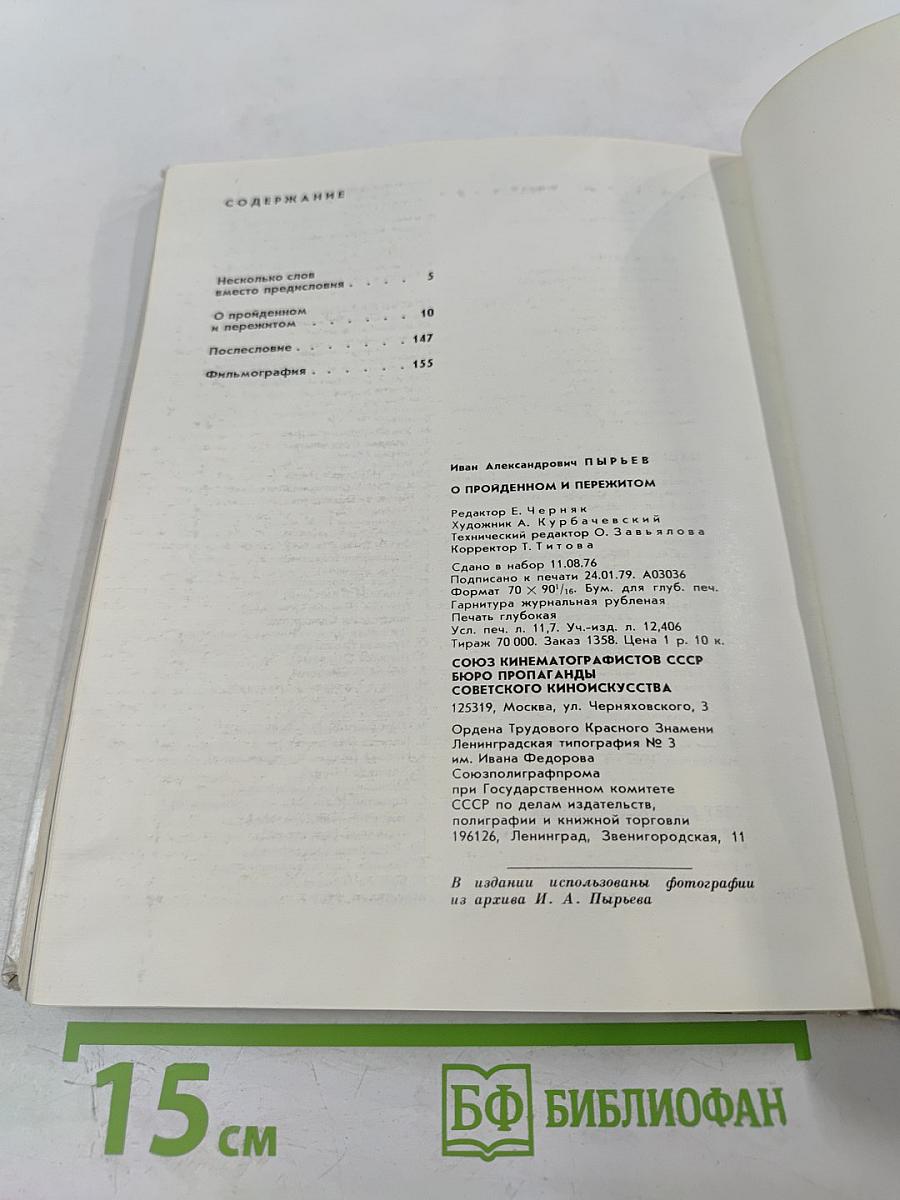 СОДЕРЖАНИЕ
Несколько слов
вместо предисловия . . . . 5
О пройденном
и пережитом . . . . . . 10
Послесловие . . . . . . . 147
Фильмография . . . . . . 155
Иван Александрович ПЫРЬЕВ
О ПРОЙДЕННОМ И ПЕРЕЖИТОМ
Редактор Е. Черняк
Художник А. Курбачевский
Технический редактор О. Завьялова
Корректор Т. Титова
Сдано в набор 11.08.76
Подписано к печати 24.01.79. А03036
Формат 70 × 90¹/₁₆. Бум. для глуб. печ.
Гарнитура журнальная рубленая
Печать глубокая
Усл. печ. л. 11,7. Уч.-изд. л. 12,406
Тираж 70 000. Заказ 1358. Цена 1 р. 10 к.
СОЮЗ КИНЕМАТОГРАФИСТОВ СССР
БЮРО ПРОПАГАНДЫ
СОВЕТСКОГО КИНОИСКУССТВА
125319, Москва, ул. Черняховского, 3
Ордена Трудового Красного Знамени
Ленинградская типография № 3
им. Ивана Федорова
Союзполиграфпрома
при Государственном комитете
СССР по делам издательств,
полиграфии и книжной торговли
196126, Ленинград, Звенигородская, 11
В издании использованы фотографии
из архива И. А. Пырьева
15 см
БФ БИБЛИОФАН